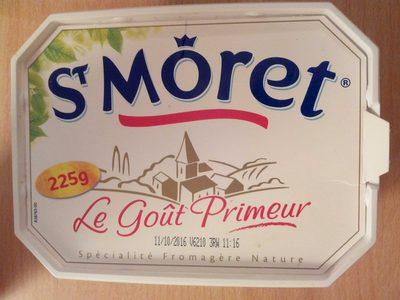 St Môret®
225g
Le Goût Primeur
11/10/2016 V6210 3RW 11:16
Spécialité Fromagère Nature